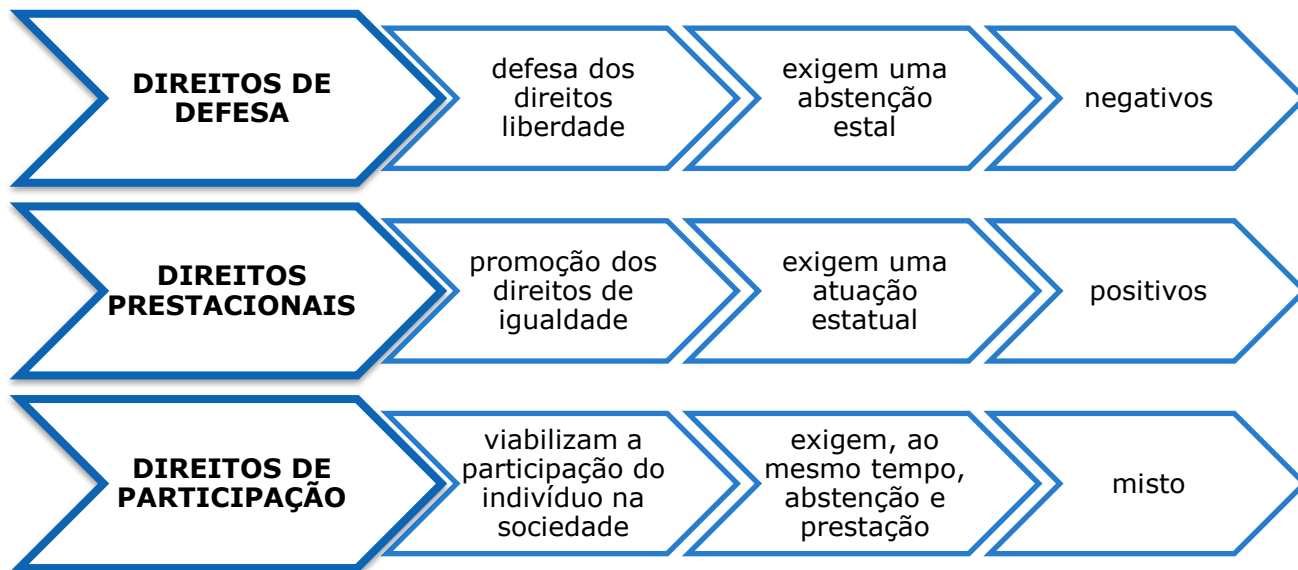 DIREITOS DE
DEFESA
defesa dos
direitos
liberdade
exigem uma
abstenção
estal
negativos
DIREITOS
PRESTACIONAIS
promoção dos
direitos de
igualdade
exigem uma
atuação
estatual
positivos
DIREITOS DE
PARTICIPAÇÃO
viabilizam a
participação do
indivíduo na
sociedade
exigem, ao
mesmo tempo,
abstenção e
prestação
misto